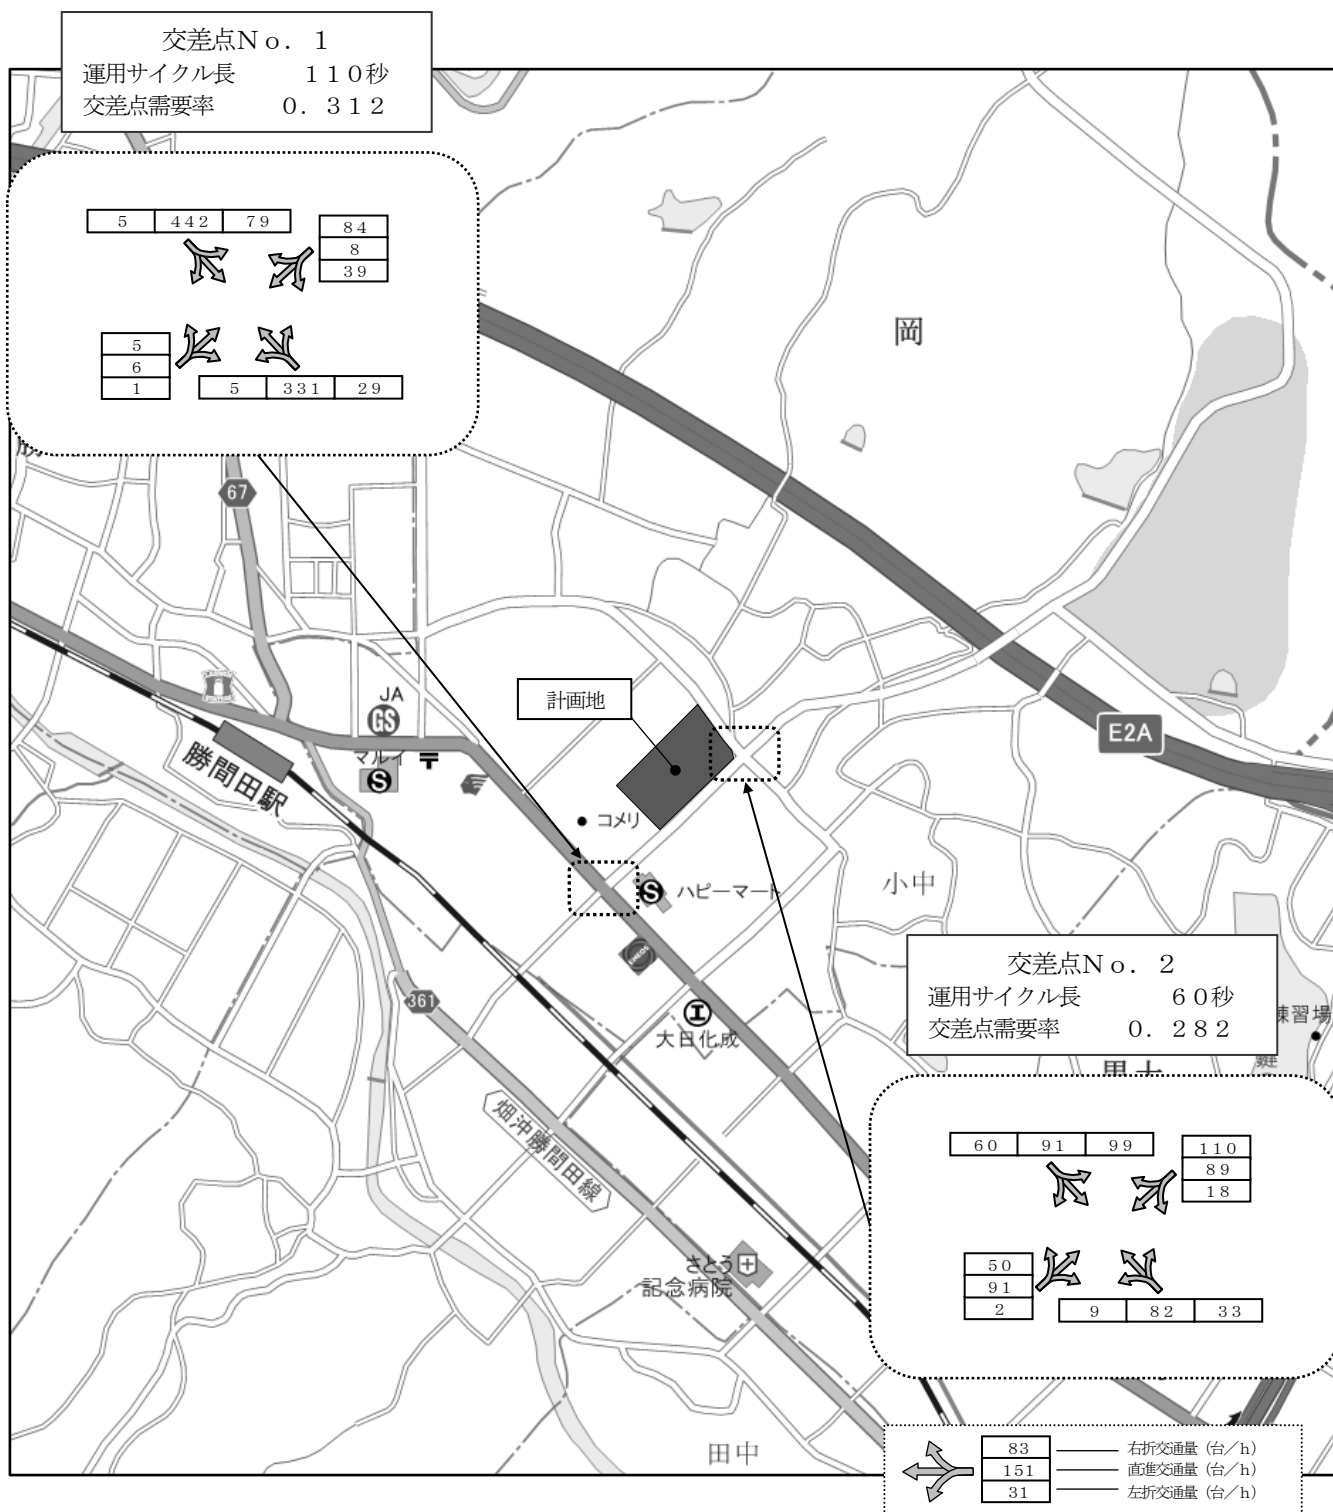 交差点No. 1
運用サイクル長 110秒
交差点需要率 0. 312
5 442 79
84
8
39
5
6
1
5 331 29
岡
67
計画地
E2A
JA
GS
マルイ
S
勝間田駅
コメリ
S ハピーマート
小中
ENEOS
361
大日化成
交差点No. 2
運用サイクル長 60秒
交差点需要率 0. 282
練習場
畑沖勝間田線
60 91 99
110
89
18
50
91
2
9 82 33
さとう
記念病院
田中
83 右折交通量(台/h)
151 直進交通量(台/h)
31 左折交通量(台/h)